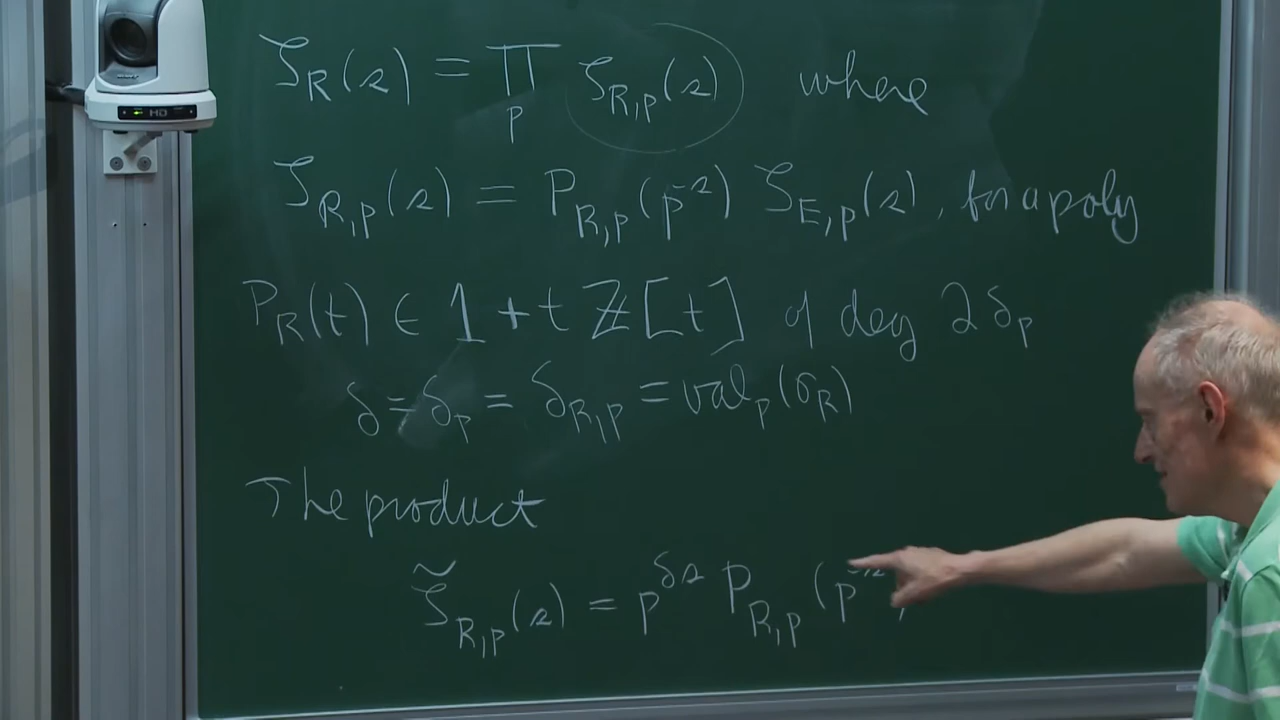 ζ_R(s) = ∏_p ζ_{R,p}(s) where
ζ_{R,p}(s) = P_{R,p}(p^{-s}) ζ_{E,p}(s), for a poly
P_R(t) ∈ 1 + t ℤ[t] of deg 2δ_p
δ = δ_p = δ_{R,p} = val_p(σ_R)
The product
ζ̃_{R,p}(s) = p^{δs} P_{R,p}(p^{-s})
HD